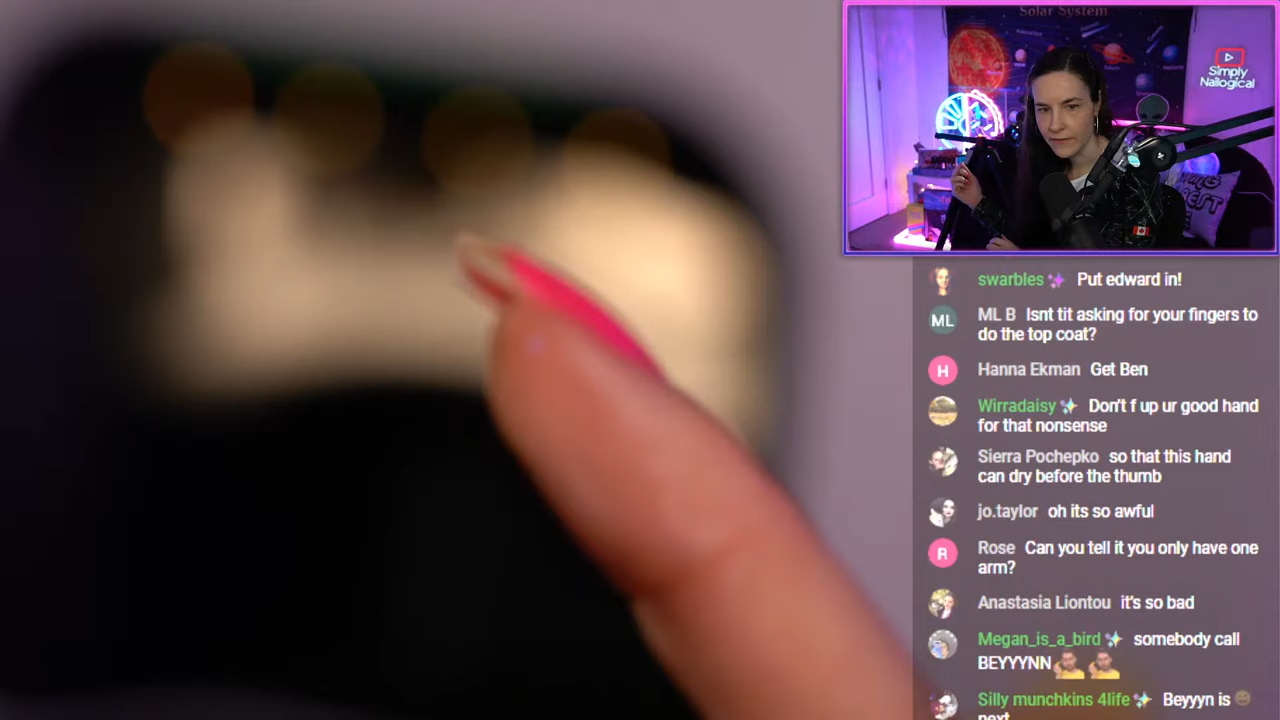 Solar System
Simply
Nailogical
swarbles Put edward in!
ML
ML B Isnt tit asking for your fingers to
do the top coat?
H
Hanna Ekman Get Ben
Wirradaisy Don't f up ur good hand
for that nonsense
Sierra Pochepko so that this hand
can dry before the thumb
jo.taylor oh its so awful
R
Rose Can you tell it you only have one
arm?
Anastasia Liontou it's so bad
Megan_is_a_bird somebody call
BEYYYNN
Silly munchkins 4life Beyyyn is
next